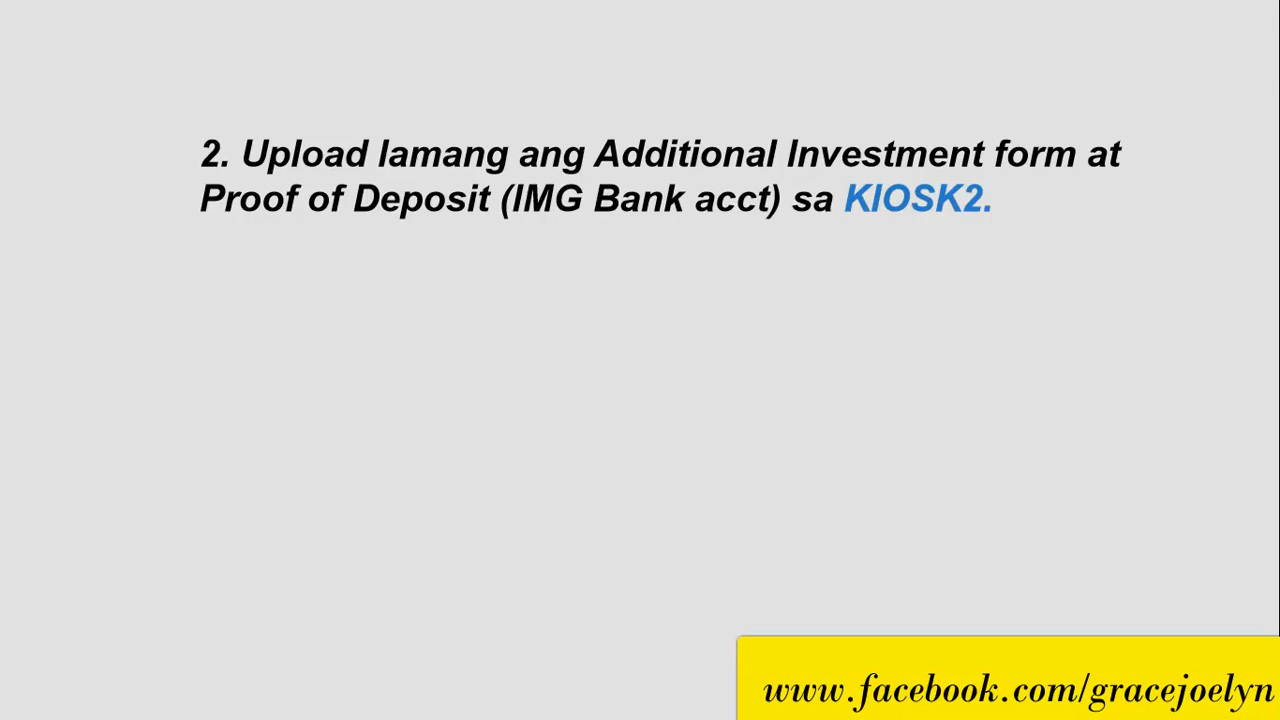 2. Upload lamang ang Additional Investment form at
Proof of Deposit (IMG Bank acct) sa KIOSK2.
www.facebook.com/gracejoelyn